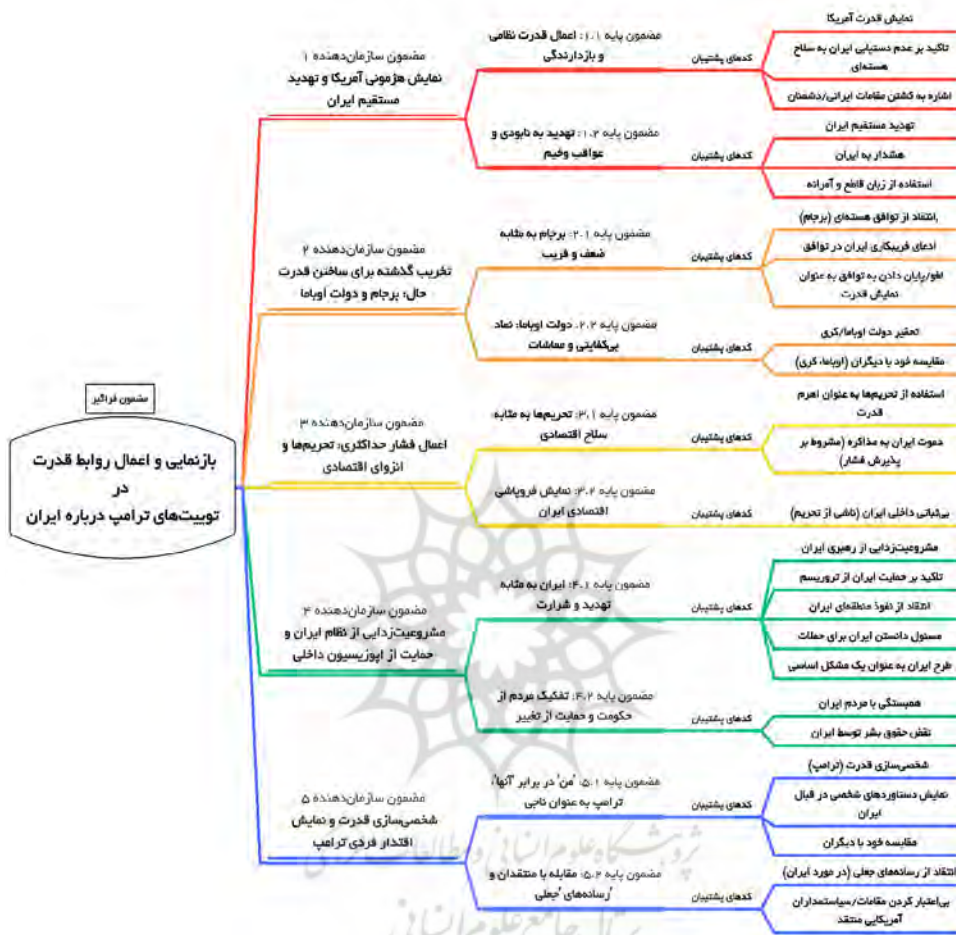 مضمون فراگیر
بازنمایی و اعمال روابط قدرت
در
توییت‌های ترامپ درباره ایران
مضمون سازمان‌دهنده ۱
نمایش هژمونی آمریکا و تهدید
مستقیم ایران
مضمون پایه ۱.۱: اعمال قدرت نظامی
و بازدارندگی
کدهای پشتیبان
نمایش قدرت آمریکا
تاکید بر عدم دستیابی ایران به سلاح
هسته‌ای
اشاره به کشتن مقامات ایرانی/دشمنان
مضمون پایه ۱.۲: تهدید به نابودی و
عواقب وخیم
کدهای پشتیبان
تهدید مستقیم ایران
هشدار به ایران
استفاده از زبان قاطع و آمرانه
مضمون سازمان‌دهنده ۲
تخریب گذشته برای ساختن قدرت
حال: برجام و دولت اوباما
مضمون پایه ۲.۱: برجام به مثابه
ضعف و فریب
کدهای پشتیبان
انتقاد از توافق هسته‌ای (برجام)
ادعای فریبکاری ایران در توافق
لغو/پایان دادن به توافق به عنوان
نمایش قدرت
مضمون پایه ۲.۲. دولت اوباما: نماد
بی‌کفایتی و مماشات
کدهای پشتیبان
تحقیر دولت اوباما/کری
مقایسه خود با دیگران (اوباما، کری)
مضمون سازمان‌دهنده ۳
اعمال فشار حداکثری: تحریم‌ها و
انزوای اقتصادی
مضمون پایه ۳.۱: تحریم‌ها به مثابه:
سلاح اقتصادی
کدهای پشتیبان
استفاده از تحریم‌ها به عنوان اهرم
قدرت
دعوت ایران به مذاکره (مشروط بر
پذیرش فشار)
مضمون پایه ۳.۲: نمایش فروپاشی
اقتصادی ایران
کدهای پشتیبان
بی‌ثباتی داخلی ایران (ناشی از تحریم)
مضمون سازمان‌دهنده ۴
مشروعیت‌زدایی از نظام ایران و
حمایت از اپوزیسیون داخلی
مضمون پایه ۴.۱: ایران به مثابه
تهدید و شرارت
کدهای پشتیبان
مشروعیت‌زدایی از رهبری ایران
تاکید بر حمایت ایران از تروریسم
انتقاد از نفوذ منطقه‌ای ایران
مسئول دانستن ایران برای حملات
طرح ایران به عنوان یک مشکل اساسی
مضمون پایه ۴.۲: تفکیک مردم از
حکومت و حمایت از تغییر
کدهای پشتیبان
همبستگی با مردم ایران
نقض حقوق بشر توسط ایران
مضمون سازمان‌دهنده ۵
شخصی‌سازی قدرت و نمایش
اقتدار فردی ترامپ
مضمون پایه ۵.۱: 'من' در برابر 'آنها'،
ترامپ به عنوان ناجی
کدهای پشتیبان
شخصی‌سازی قدرت (ترامپ)
نمایش دستاوردهای شخصی در قبال
ایران
مقایسه خود با دیگران
مضمون پایه ۵.۲: مقابله با منتقدان و
'رسانه‌های 'جعلی
کدهای پشتیبان
انتقاد از رسانه‌های جعلی (در مورد ایران)
بی‌اعتبار کردن مقامات/سیاستمداران
آمریکایی منتقد
پژوهشگاه علوم انسانی و مطالعات فرهنگی
پرتال جامع علوم انسانی